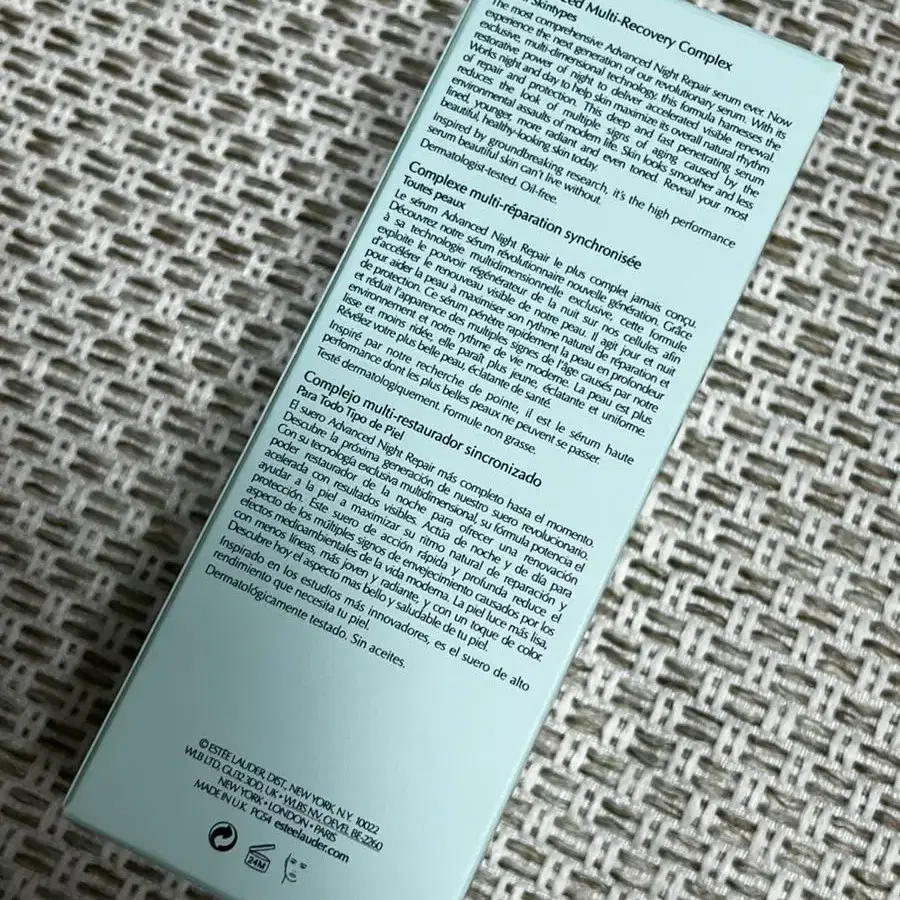 Multi-Recovery Complex
Skintypes
The most comprehensive Advanced Night Repair serum ever. Now
experience the next generation of our revolutionary serum. With its
exclusive, multi-dimensional technology, this formula harnesses the
restorative power of night to deliver accelerated visible renewal.
Works night and day to help skin maximize its overall natural rhythm
of repair and protection. This deep and fast penetrating serum
reduces the look of multiple signs of aging caused by the
environmental assaults of modern life. Skin looks smoother and less
lined, younger, more radiant and even toned. Reveal your most
beautiful, healthy-looking skin today.
Inspired by groundbreaking research, it's the high performance
serum beautiful skin can't live without.
Dermatologist-tested. Oil-free.
Complexe multi-réparation synchronisée
Toutes peaux
Le sérum Advanced Night Repair le plus complet jamais conçu.
Découvrez notre sérum révolutionnaire nouvelle génération. Grâce
à sa technologie multidimensionnelle exclusive, cette formule
exploite le pouvoir régénérateur de la nuit sur nos cellules afin
d'accélérer le renouveau visible de notre peau. Il agit jour et nuit
pour aider la peau à maximiser son rythme naturel de réparation et
de protection. Ce sérum pénètre rapidement la peau en profondeur
et réduit l'apparence des multiples signes de l'âge causés par notre
environnement et notre rythme de vie moderne. La peau est plus
lisse et moins ridée, elle paraît plus jeune, éclatante et uniforme.
Révélez votre plus belle peau, éclatante de santé.
Inspiré par notre recherche de pointe, il est le sérum haute
performance dont les plus belles peaux ne peuvent se passer.
Testé dermatologiquement. Formule non grasse.
Complejo multi-restaurador sincronizado
Para Todo Tipo de Piel
El suero Advanced Night Repair más completo hasta el momento.
Descubre la próxima generación de nuestro suero revolucionario.
Con su tecnología exclusiva multidimensional, su fórmula potencia el
poder restaurador de la noche para ofrecer una renovación
acelerada con resultados visibles. Actúa de noche y de día para
ayudar a la piel a maximizar su ritmo natural de reparación y
protección. Este suero de acción rápida y profunda reduce el
aspecto de los múltiples signos de envejecimiento causados por los
efectos medioambientales de la vida moderna. La piel luce más lisa,
con menos líneas, más joven y radiante, y con un toque de color.
Descubre hoy el aspecto mas bello y saludable de tu piel.
Inspirado en los estudios más innovadores, es el suero de alto
rendimiento que necesita tu piel.
Dermatológicamente testado. Sin aceites.
© ESTĒE LAUDER, DIST., NEW YORK, N.Y. 10022
WLB LTD, GU32 3DD, UK • WLBS NV, OEVEL BE-2260
NEW YORK • LONDON • PARIS
MADE IN U.K. PG54 esteelauder.com
24M